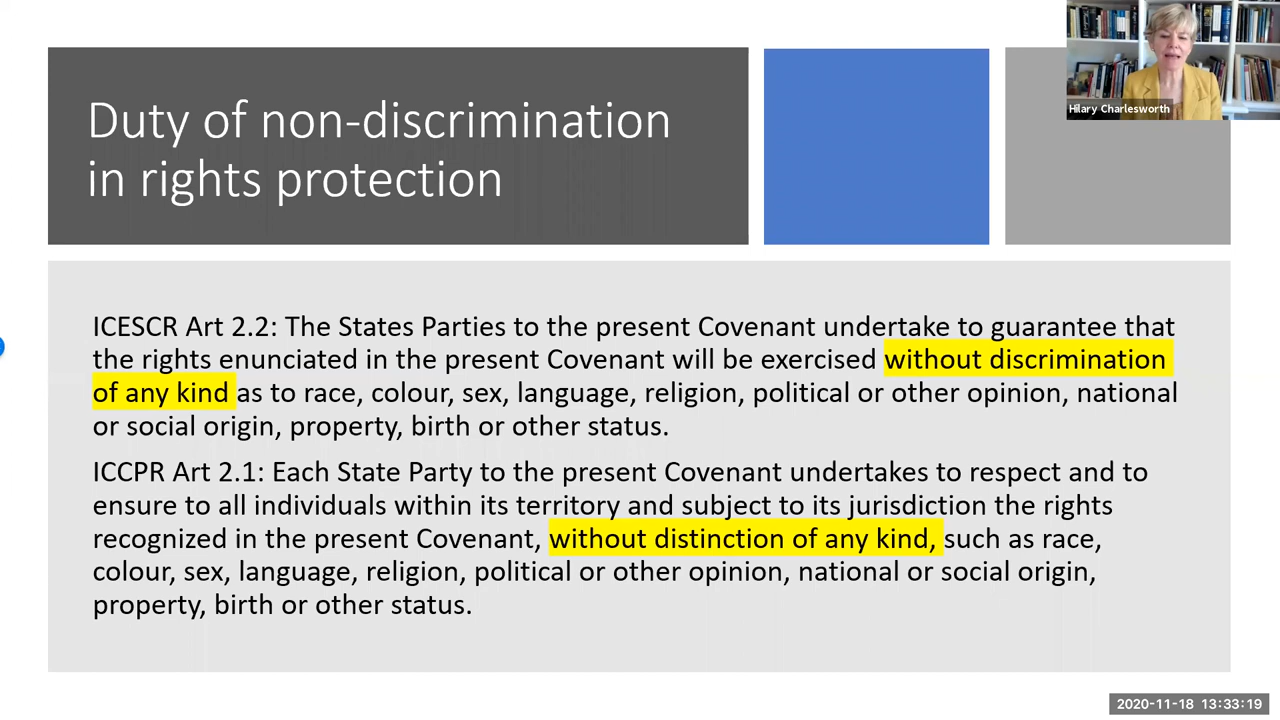 Hilary Charlesworth
Duty of non-discrimination
in rights protection
ICESCR Art 2.2: The States Parties to the present Covenant undertake to guarantee that
the rights enunciated in the present Covenant will be exercised without discrimination
of any kind as to race, colour, sex, language, religion, political or other opinion, national
or social origin, property, birth or other status.
ICCPR Art 2.1: Each State Party to the present Covenant undertakes to respect and to
ensure to all individuals within its territory and subject to its jurisdiction the rights
recognized in the present Covenant, without distinction of any kind, such as race,
colour, sex, language, religion, political or other opinion, national or social origin,
property, birth or other status.
2020-11-18 13:33:19